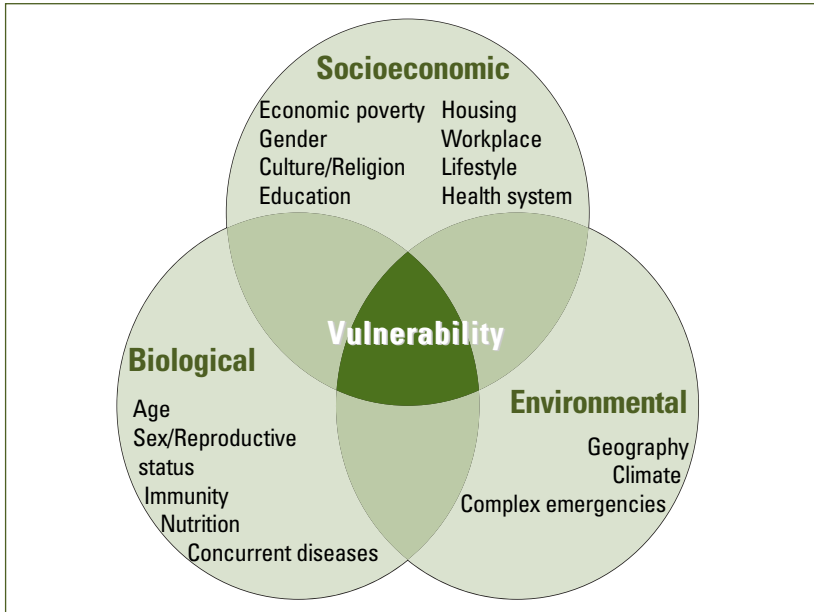 Socioeconomic
Economic poverty
Gender
Culture/Religion
Education
Housing
Workplace
Lifestyle
Health system
Vulnerability
Biological
Age
Sex/Reproductive
status
Immunity
Nutrition
Concurrent diseases
Environmental
Geography
Climate
Complex emergencies